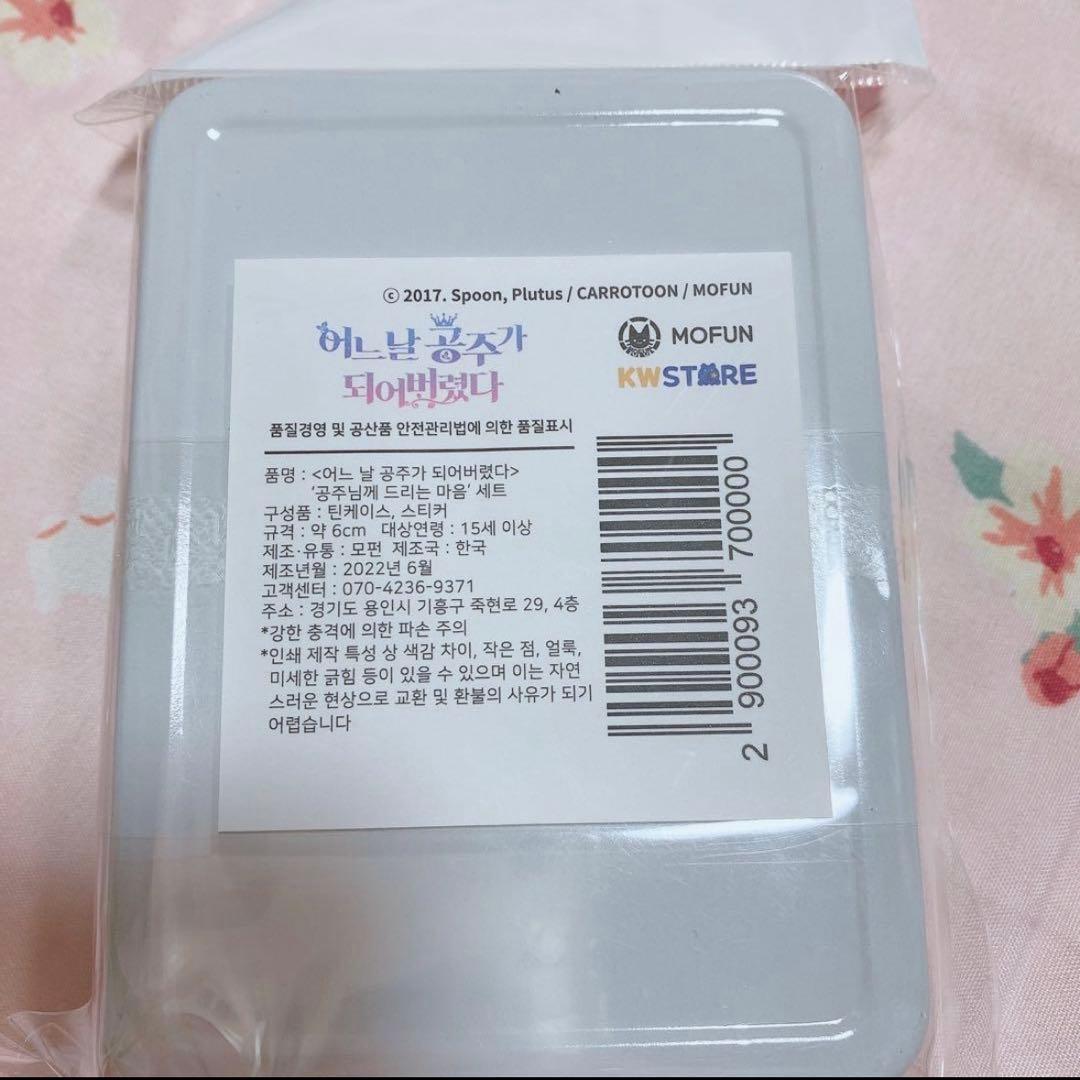 ⓒ 2017. Spoon, Plutus / CARROTOON / MOFUN
어느 날 공주가
되어버렸다
MOFUN
KWSTORE
품질경영 및 공산품 안전관리법에 의한 품질표시
품명 : <어느 날 공주가 되어버렸다>
‘공주님께 드리는 마음’ 세트
구성품 : 틴케이스, 스티커
규격 : 약 6cm 대상연령 : 15세 이상
제조·유통 : 모펀 제조국 : 한국
제조년월 : 2022년 6월
고객센터 : 070-4236-9371
주소 : 경기도 용인시 기흥구 죽현로 29, 4층
*강한 충격에 의한 파손 주의
*인쇄 제작 특성 상 색감 차이, 작은 점, 얼룩,
미세한 긁힘 등이 있을 수 있으며 이는 자연
스러운 현상으로 교환 및 환불의 사유가 되기
어렵습니다
2 900093 700000